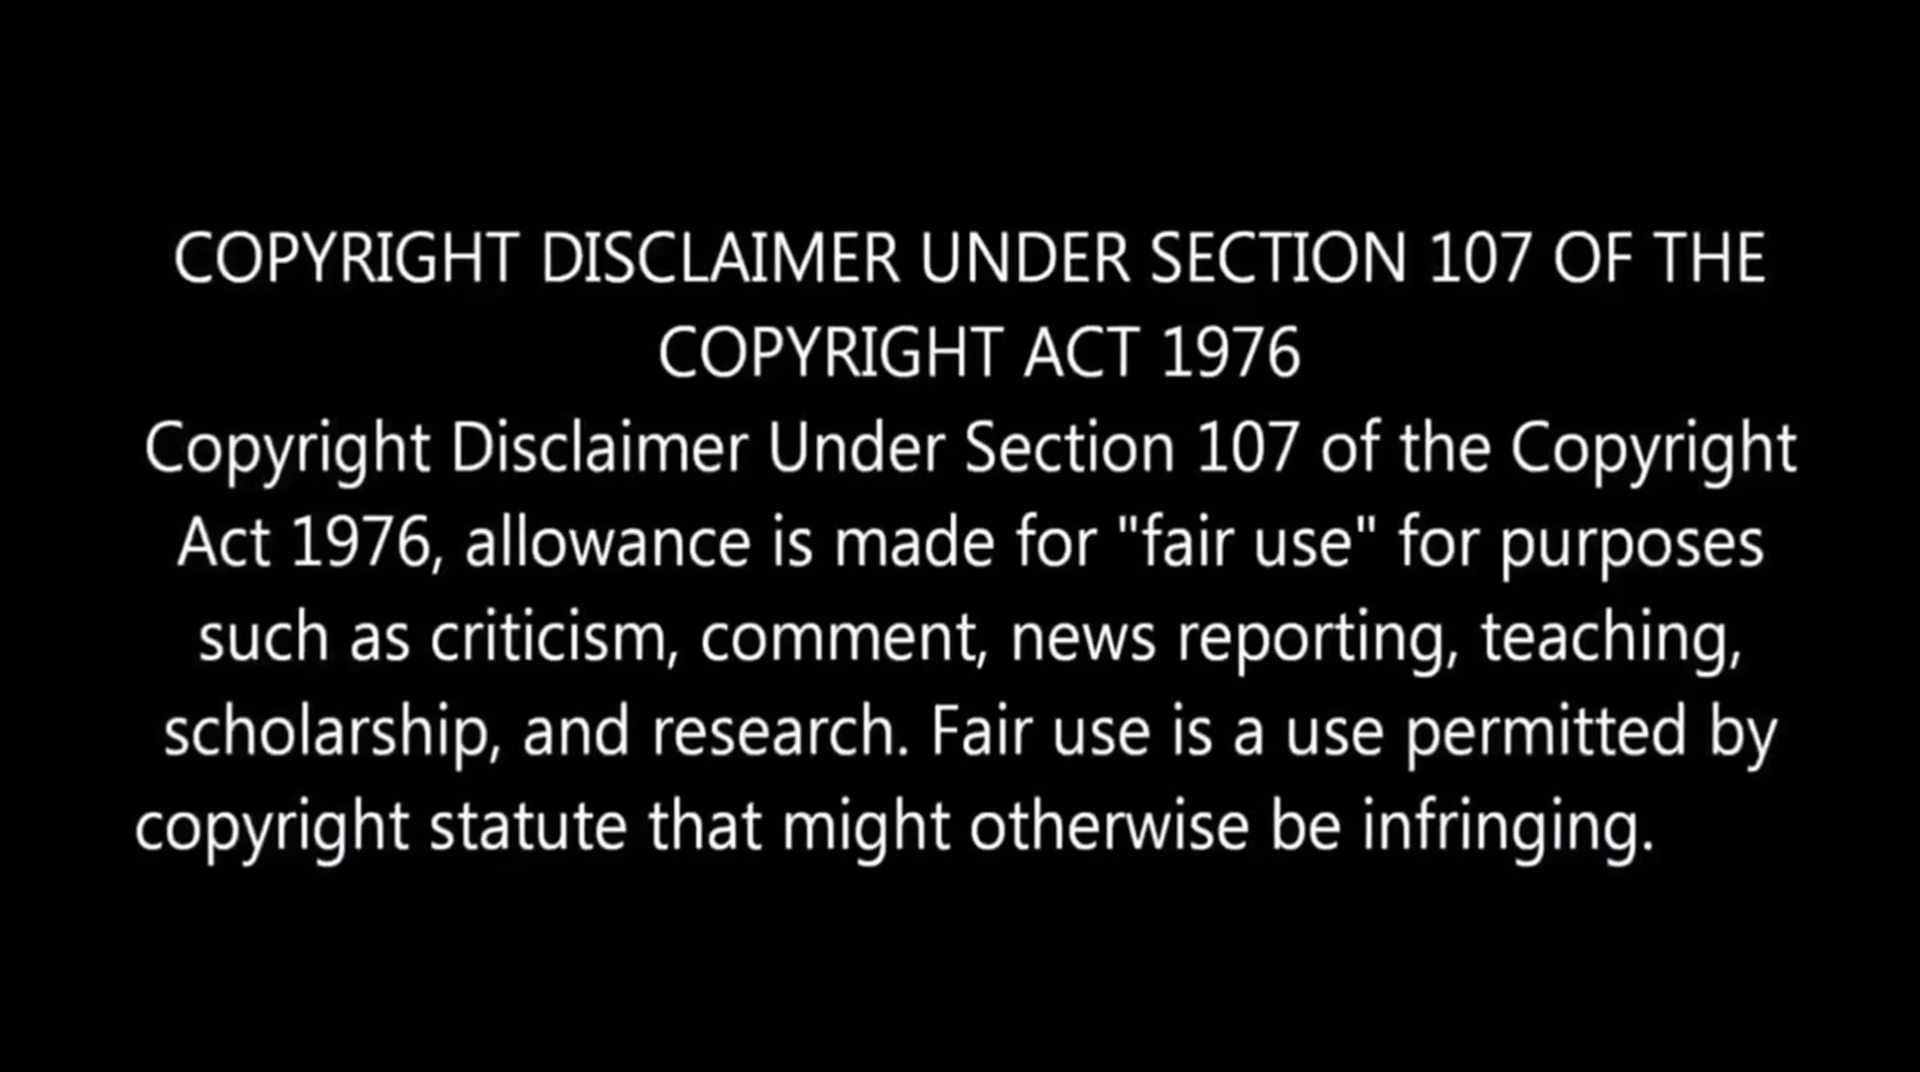 COPYRIGHT DISCLAIMER UNDER SECTION 107 OF THE
COPYRIGHT ACT 1976
Copyright Disclaimer Under Section 107 of the Copyright
Act 1976, allowance is made for "fair use" for purposes
such as criticism, comment, news reporting, teaching,
scholarship, and research. Fair use is a use permitted by
copyright statute that might otherwise be infringing.